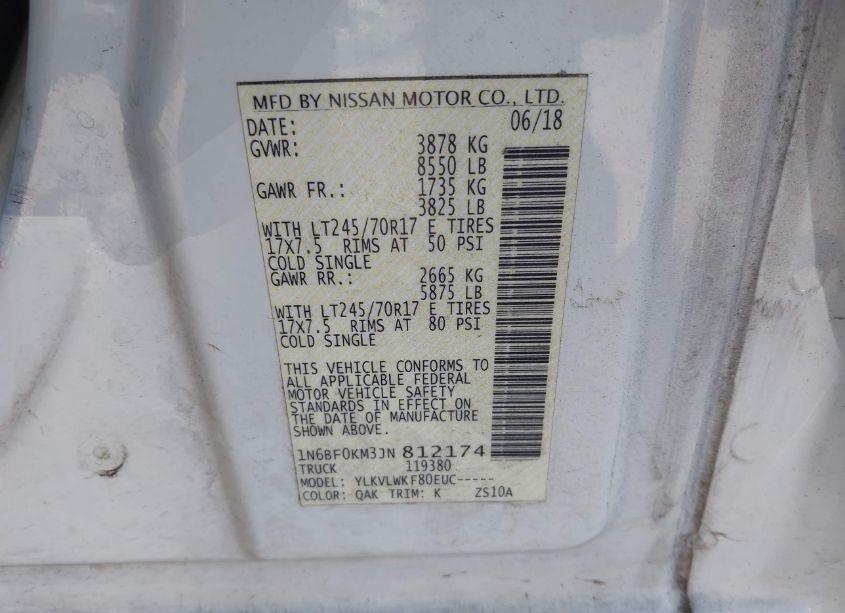 MFD BY NISSAN MOTOR CO., LTD.
DATE: 06/18
GVWR: 3878 KG
8550 LB
GAWR FR.: 1735 KG
3825 LB
WITH LT245/70R17 E TIRES
17X7.5 RIMS AT 50 PSI
COLD SINGLE
GAWR RR.: 2665 KG
5875 LB
WITH LT245/70R17 E TIRES
17X7.5 RIMS AT 80 PSI
COLD SINGLE
THIS VEHICLE CONFORMS TO
ALL APPLICABLE FEDERAL
MOTOR VEHICLE SAFETY
STANDARDS IN EFFECT ON
THE DATE OF MANUFACTURE
SHOWN ABOVE.
1N6BF0KM3JN 812174
TRUCK 119380
MODEL: YLKVLWKF80EUC-----
COLOR: QAK TRIM: K ZS10A